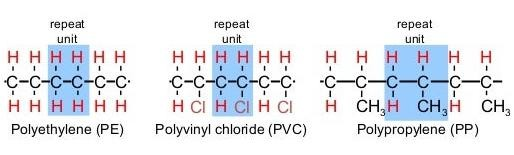 repeat repeat repeat
unit unit unit
H H H H H H H H H H H H H H H H H H
C C C C C C C C C C C C C C C C C C
H H H H H H H Cl H Cl H Cl H CH3 H CH3 H CH3
Polyethylene (PE) Polyvinyl chloride (PVC) Polypropylene (PP)